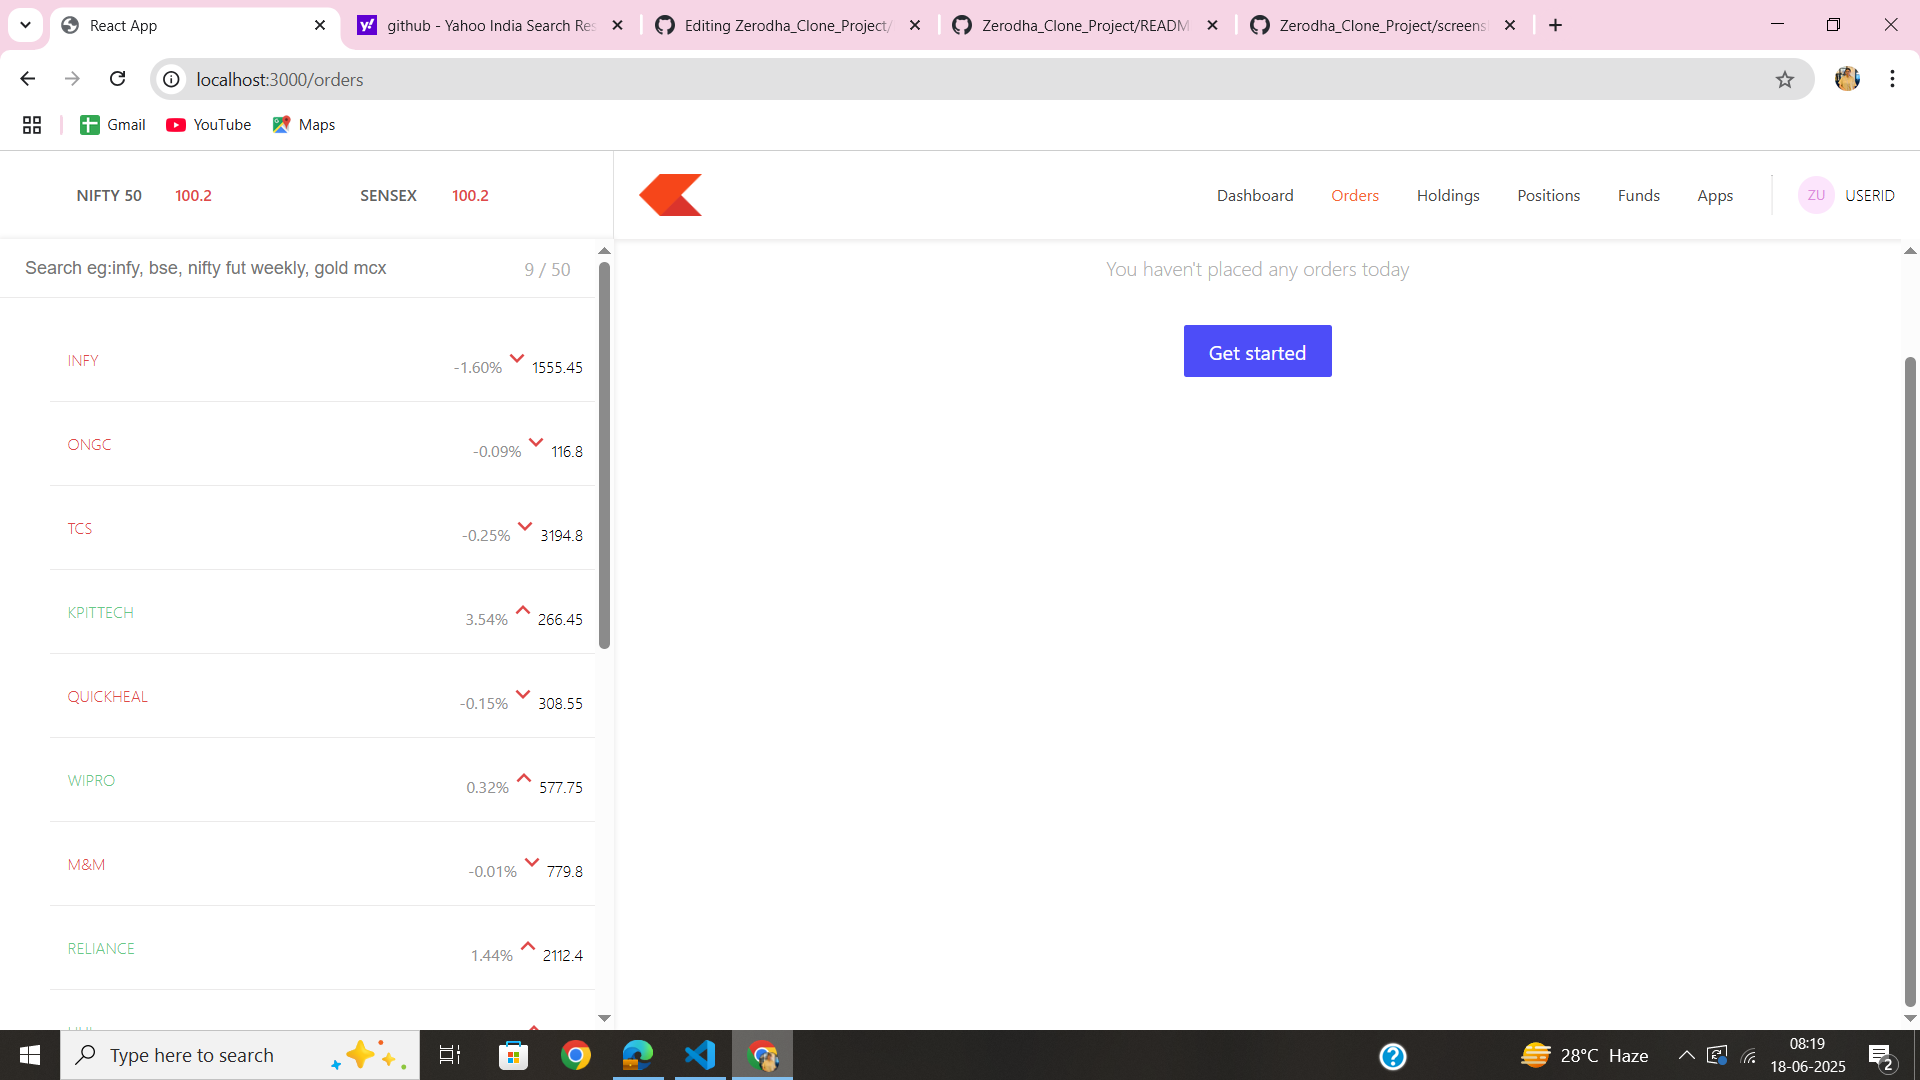 React App
github - Yahoo India Search Res
Editing Zerodha_Clone_Project/
Zerodha_Clone_Project/READM
Zerodha_Clone_Project/screens
localhost:3000/orders
Gmail
YouTube
Maps
NIFTY 50 100.2 SENSEX 100.2
Dashboard Orders Holdings Positions Funds Apps ZU USERID
Search eg:infy, bse, nifty fut weekly, gold mcx 9 / 50
You haven't placed any orders today
Get started
INFY -1.60% 1555.45
ONGC -0.09% 116.8
TCS -0.25% 3194.8
KPITTECH 3.54% 266.45
QUICKHEAL -0.15% 308.55
WIPRO 0.32% 577.75
M&M -0.01% 779.8
RELIANCE 1.44% 2112.4
Type here to search
28°C Haze
08:19
18-06-2025
2